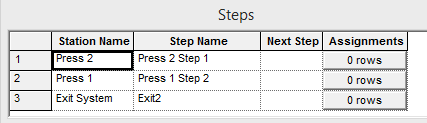 Steps
Station Name Step Name Next Step Assignments
1 Press 2 Press 2 Step 1 0 rows
2 Press 1 Press 1 Step 2 0 rows
3 Exit System Exit2 0 rows